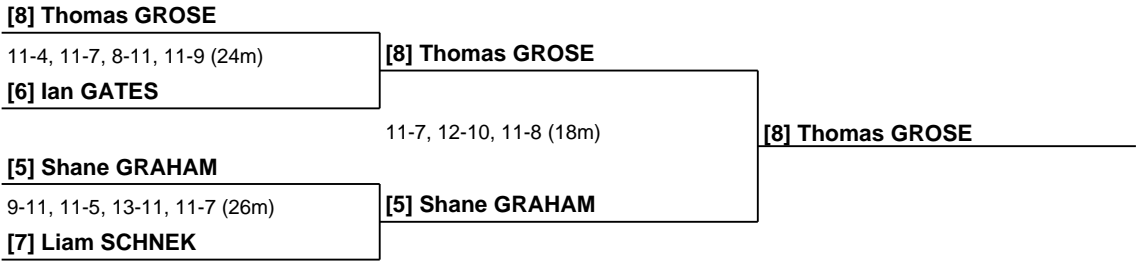 [8] Thomas GROSE
11-4, 11-7, 8-11, 11-9 (24m)
[8] Thomas GROSE
[6] Ian GATES
11-7, 12-10, 11-8 (18m)
[8] Thomas GROSE
[5] Shane GRAHAM
9-11, 11-5, 13-11, 11-7 (26m)
[5] Shane GRAHAM
[7] Liam SCHNEK